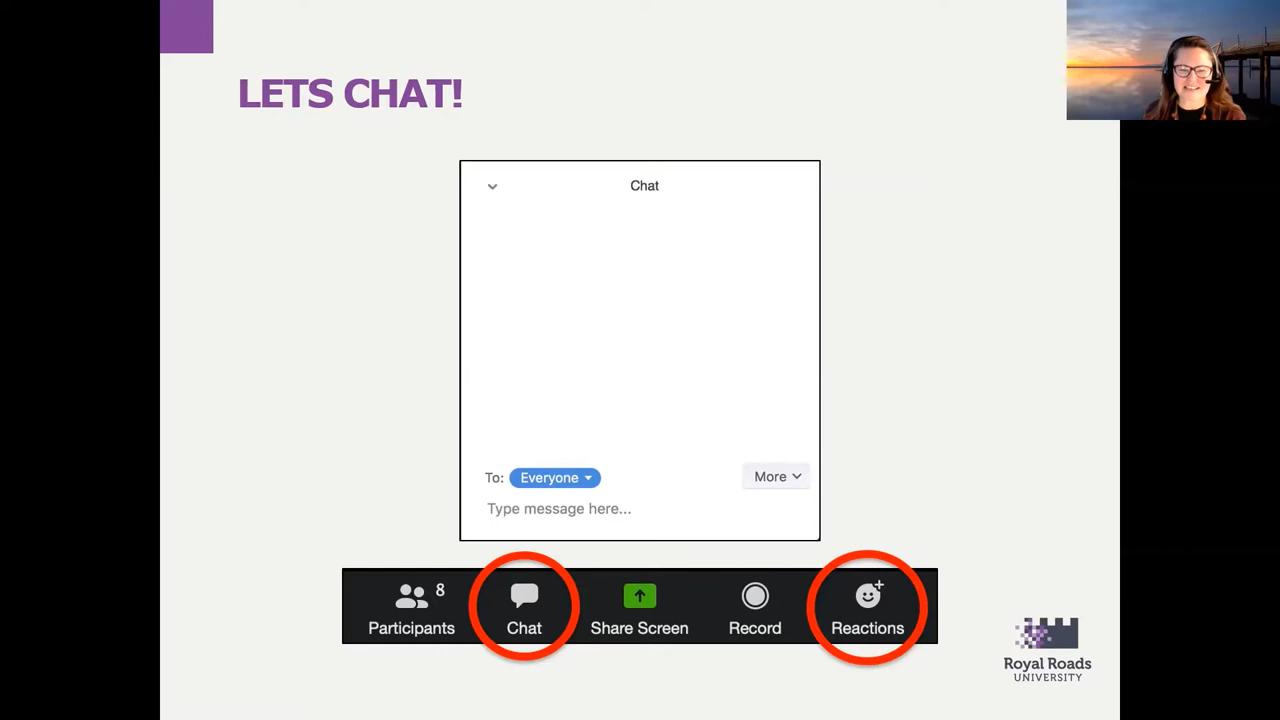 LETS CHAT!
Chat
To: Everyone
More
Type message here...
8
Participants Chat Share Screen Record Reactions
Royal Roads
UNIVERSITY